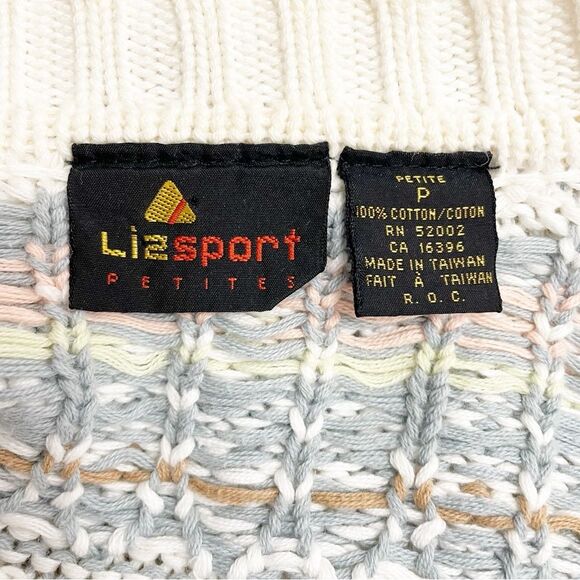 Lizsport
PETITES
PETITE
P
100% COTTON/COTON
RN 52002
CA 16396
MADE IN TAIWAN
FAIT À TAIWAN
R.O.C.